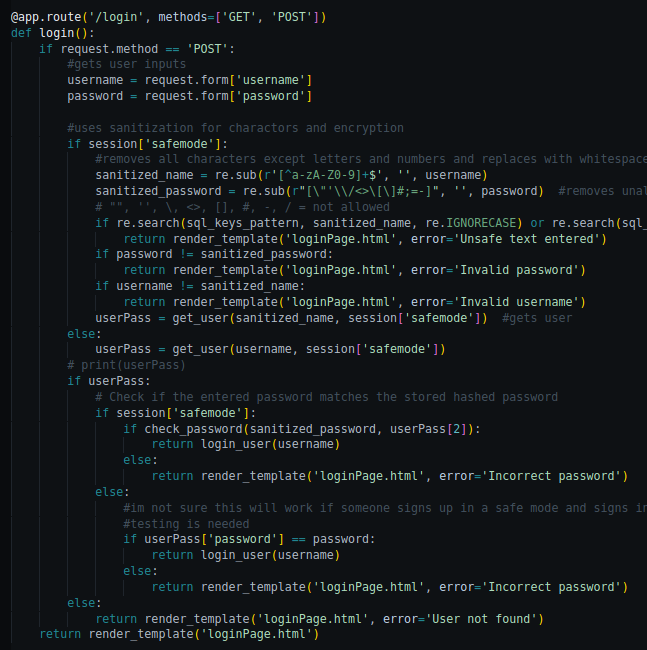 @app.route('/login', methods=['GET', 'POST'])
def login():
    if request.method == 'POST':
        #gets user inputs
        username = request.form['username']
        password = request.form['password']

        #uses sanitization for charactors and encryption
        if session['safemode']:
            #removes all characters except letters and numbers and replaces with whitespace
            sanitized_name = re.sub(r'[^a-zA-Z0-9]+$', '', username)
            sanitized_password = re.sub(r"[\"'\\/<>\[\]#;=-]", '', password)  #removes
            # "", '', \, <>, [], #, -, / = not allowed
            if re.search(sql_keys_pattern, sanitized_name, re.IGNORECASE) or re.search(sql_
                return render_template('loginPage.html', error='Unsafe text entered')
            if password != sanitized_password:
                return render_template('loginPage.html', error='Invalid password')
            if username != sanitized_name:
                return render_template('loginPage.html', error='Invalid username')
            userPass = get_user(sanitized_name, session['safemode'])  #gets user
        else:
            userPass = get_user(username, session['safemode'])
        # print(userPass)
        if userPass:
            # Check if the entered password matches the stored hashed password
            if session['safemode']:
                if check_password(sanitized_password, userPass[2]):
                    return login_user(username)
                else:
                    return render_template('loginPage.html', error='Incorrect password')
            else:
                #im not sure this will work if someone signs up in a safe mode and signs
                #testing is needed
                if userPass['password'] == password:
                    return login_user(username)
                else:
                    return render_template('loginPage.html', error='Incorrect password')
        else:
            return render_template('loginPage.html', error='User not found')
    return render_template('loginPage.html')